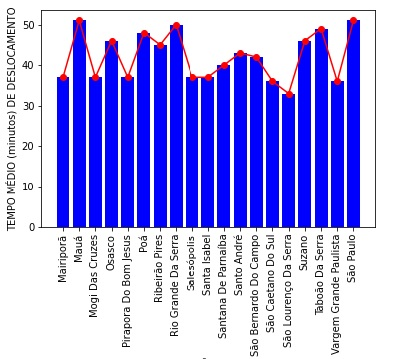 TEMPO MÉDIO (minutos) DE DESLOCAMENTO
50
40
30
20
10
0
Mairiporã
Mauá
Mogi Das Cruzes
Osasco
Pirapora Do Bom Jesus
Poá
Ribeirão Pires
Rio Grande Da Serra
Salesópolis
Santa Isabel
Santana De Parnaíba
Santo André
São Bernardo Do Campo
São Caetano Do Sul
São Lourenço Da Serra
Suzano
Taboão Da Serra
Vargem Grande Paulista
São Paulo